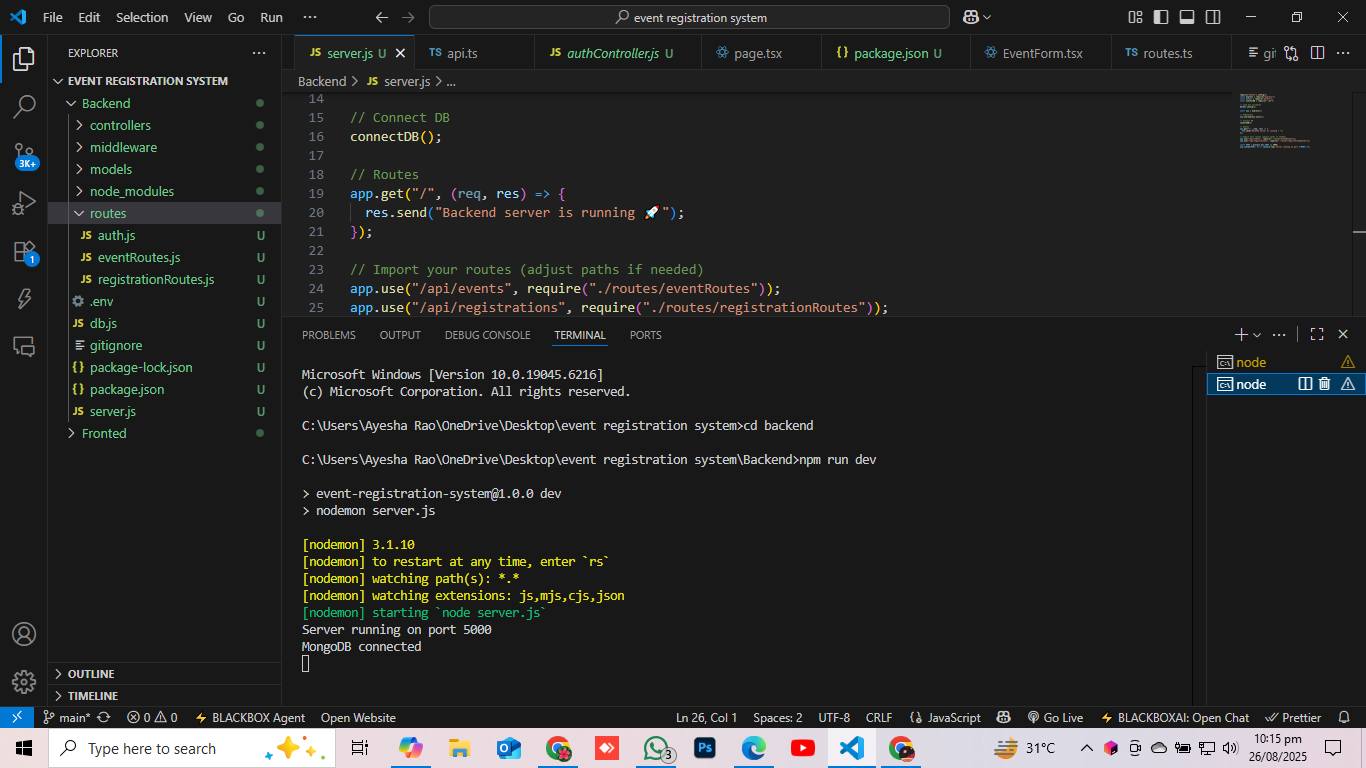 File Edit Selection View Go Run ···
event registration system
EXPLORER ···
EVENT REGISTRATION SYSTEM
Backend
controllers
middleware
models
node_modules
routes
JS auth.js U
JS eventRoutes.js U
JS registrationRoutes.js U
.env U
JS db.js U
gitignore U
{} package-lock.json U
{} package.json U
JS server.js U
Fronted
OUTLINE
TIMELINE
3K+
1
JS server.js U
TS api.ts
JS authController.js U
page.tsx
{} package.json U
EventForm.tsx
TS routes.ts
git
Backend > JS server.js > ...
14
15 // Connect DB
16 connectDB();
17
18 // Routes
19 app.get("/", (req, res) => {
20 res.send("Backend server is running 🚀");
21 });
22
23 // Import your routes (adjust paths if needed)
24 app.use("/api/events", require("./routes/eventRoutes"));
25 app.use("/api/registrations", require("./routes/registrationRoutes"));
PROBLEMS OUTPUT DEBUG CONSOLE TERMINAL PORTS
node
node
Microsoft Windows [Version 10.0.19045.6216]
(c) Microsoft Corporation. All rights reserved.
C:\Users\Ayesha Rao\OneDrive\Desktop\event registration system>cd backend
C:\Users\Ayesha Rao\OneDrive\Desktop\event registration system\Backend>npm run dev
> event-registration-system@1.0.0 dev
> nodemon server.js
[nodemon] 3.1.10
[nodemon] to restart at any time, enter `rs`
[nodemon] watching path(s): *.*
[nodemon] watching extensions: js,mjs,cjs,json
[nodemon] starting `node server.js`
Server running on port 5000
MongoDB connected
main* 0 0 BLACKBOX Agent Open Website Ln 26, Col 1 Spaces: 2 UTF-8 CRLF {} JavaScript Go Live BLACKBOXAI: Open Chat Prettier
Type here to search
3
Ps
31°C
10:15 pm
26/08/2025